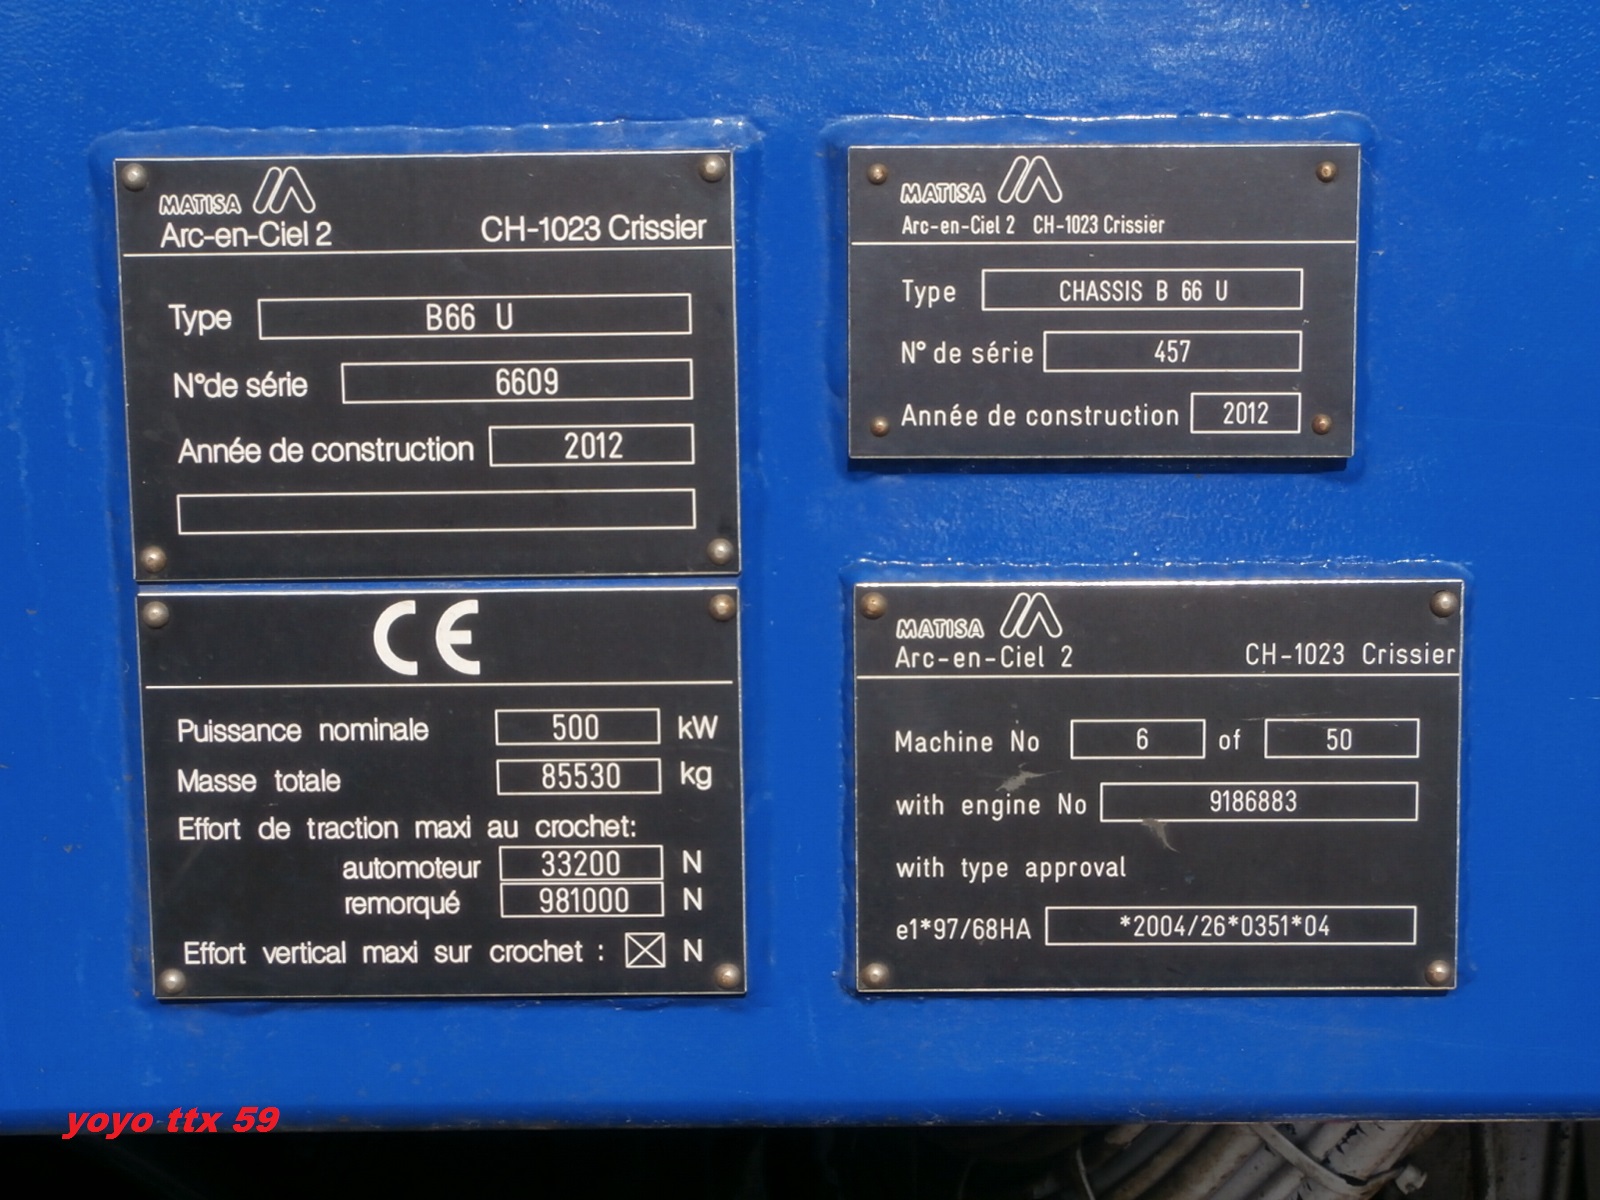 MATISA
Arc-en-Ciel 2 CH-1023 Crissier
Type B66 U
N°de série 6609
Année de construction 2012
CE
Puissance nominale 500 kW
Masse totale 85530 kg
Effort de traction maxi au crochet:
automoteur 33200 N
remorqué 981000 N
Effort vertical maxi sur crochet : N
MATISA
Arc-en-Ciel 2 CH-1023 Crissier
Type CHASSIS B 66 U
N° de série 457
Année de construction 2012
MATISA
Arc-en-Ciel 2 CH-1023 Crissier
Machine No 6 of 50
with engine No 9186883
with type approval
e1*97/68HA *2004/26*0351*04
yoyo ttx 59